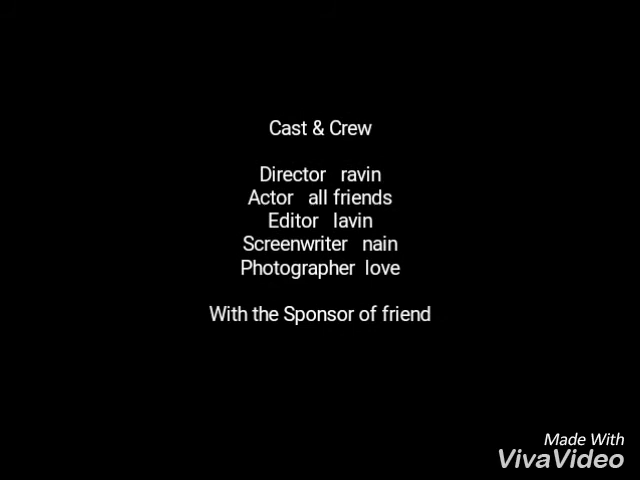 Cast & Crew
Director ravin
Actor all friends
Editor lavin
Screenwriter nain
Photographer love
With the Sponsor of friend
Made With
VivaVideo